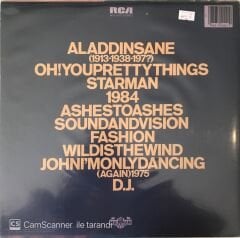 RCA
ALADDINSANE
(1913-1938-197?)
OH!YOUPRETTYTHINGS
STARMAN
1984
ASHESTOASHES
SOUNDANDVISION
FASHION
WILDISTHEWIND
JOHNI'MONLYDANCING
(AGAIN)1975
D.J.
CS CamScanner ile tarandı